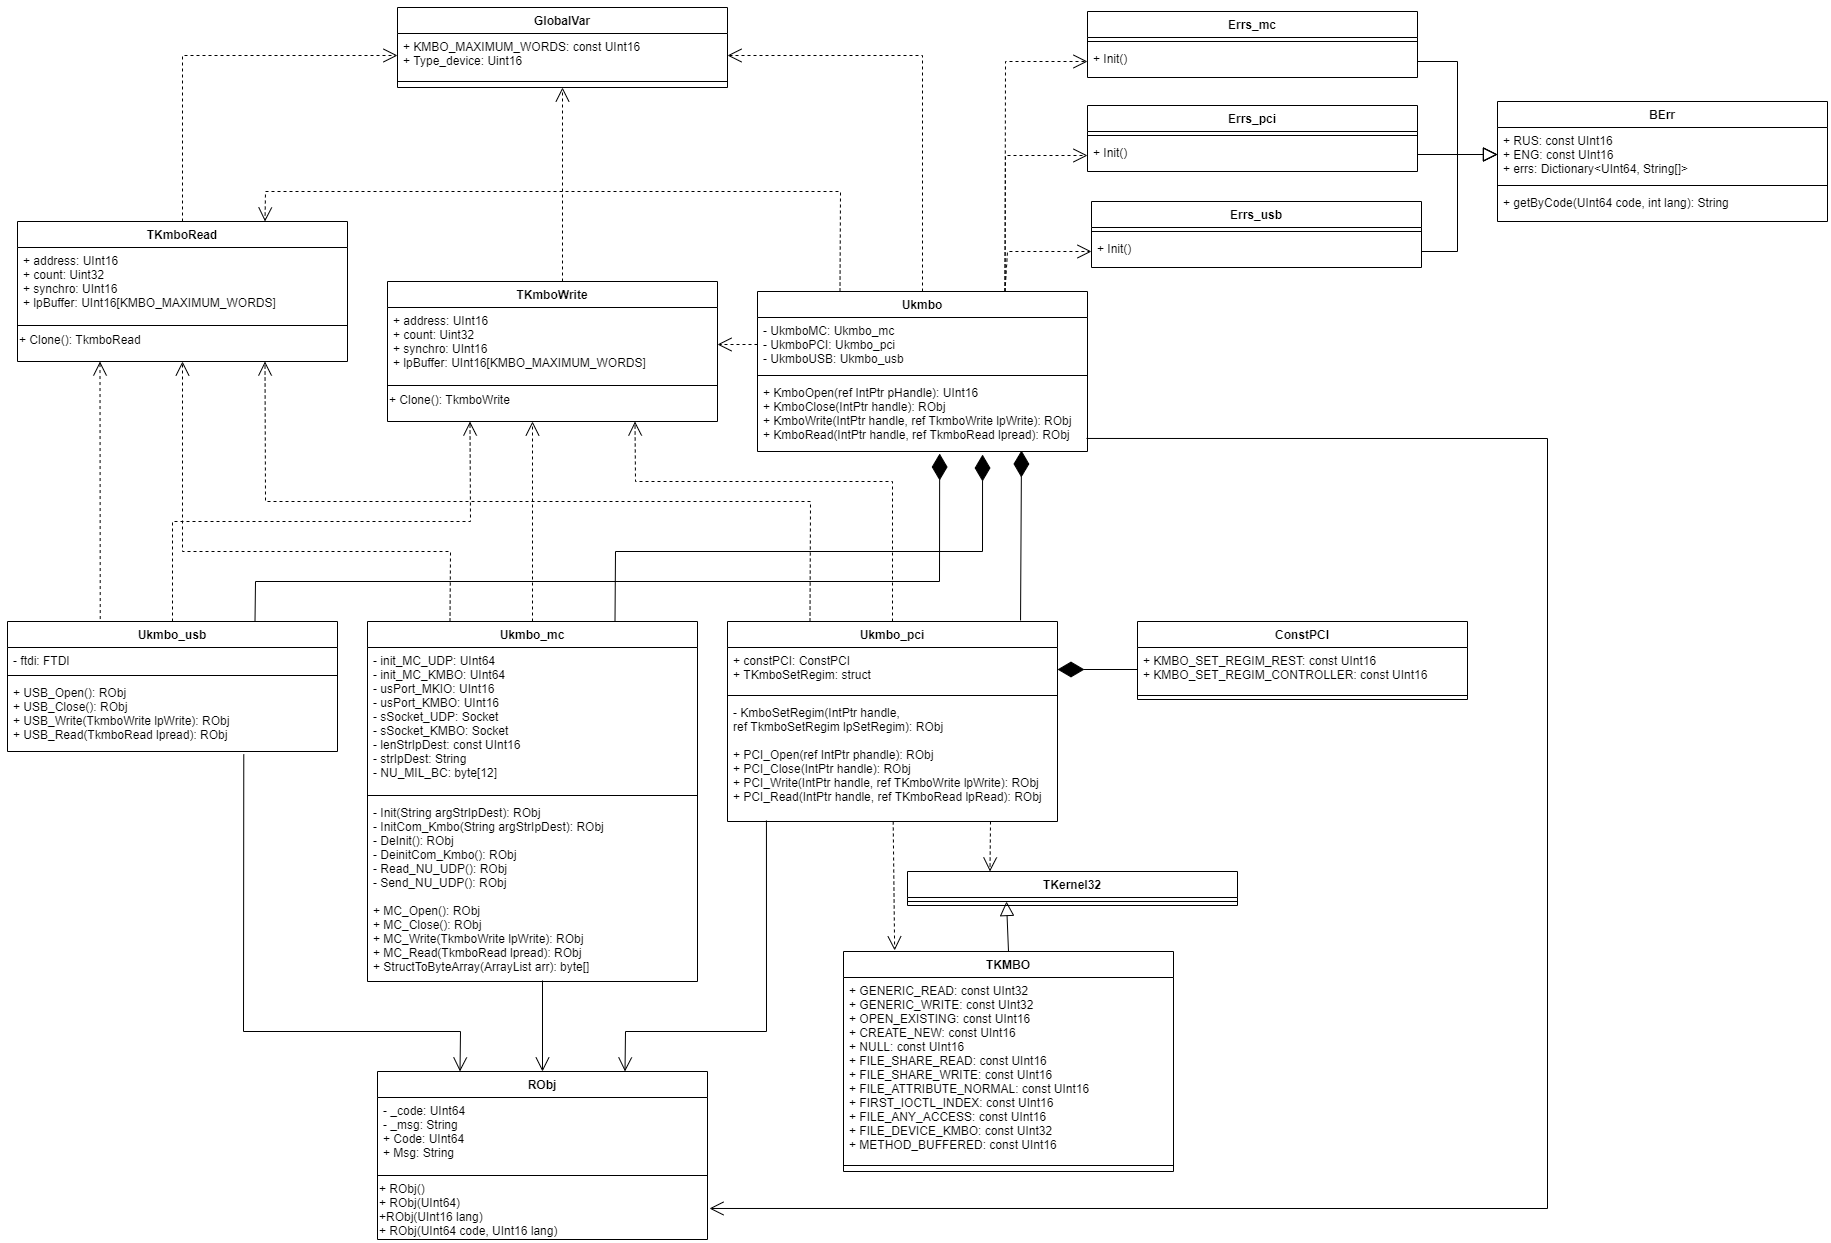 GlobalVar
+ KMBO_MAXIMUM_WORDS: const UInt16
+ Type_device: Uint16
Errs_mc
+ Init()
Errs_pci
+ Init()
Errs_usb
+ Init()
BErr
+ RUS: const UInt16
+ ENG: const UInt16
+ errs: Dictionary<UInt64, String[]>
+ getByCode(UInt64 code, int lang): String
TKmboRead
+ address: UInt16
+ count: Uint32
+ synchro: UInt16
+ lpBuffer: UInt16[KMBO_MAXIMUM_WORDS]
+ Clone(): TkmboRead
TKmboWrite
+ address: UInt16
+ count: Uint32
+ synchro: UInt16
+ lpBuffer: UInt16[KMBO_MAXIMUM_WORDS]
+ Clone(): TkmboWrite
Ukmbo
- UkmboMC: Ukmbo_mc
- UkmboPCI: Ukmbo_pci
- UkmboUSB: Ukmbo_usb
+ KmboOpen(ref IntPtr pHandle): UInt16
+ KmboClose(IntPtr handle): RObj
+ KmboWrite(IntPtr handle, ref TkmboWrite lpWrite): RObj
+ KmboRead(IntPtr handle, ref TkmboRead lpread): RObj
Ukmbo_usb
- ftdi: FTDI
+ USB_Open(): RObj
+ USB_Close(): RObj
+ USB_Write(TkmboWrite lpWrite): RObj
+ USB_Read(TkmboRead lpread): RObj
Ukmbo_mc
- init_MC_UDP: UInt64
- init_MC_KMBO: UInt64
- usPort_MKIO: UInt16
- usPort_KMBO: UInt16
- sSocket_UDP: Socket
- sSocket_KMBO: Socket
- lenStrIpDest: const UInt16
- strIpDest: String
- NU_MIL_BC: byte[12]
- Init(String argStrIpDest): RObj
- InitCom_Kmbo(String argStrIpDest): RObj
- DeInit(): RObj
- DeinitCom_Kmbo(): RObj
- Read_NU_UDP(): RObj
- Send_NU_UDP(): RObj
+ MC_Open(): RObj
+ MC_Close(): RObj
+ MC_Write(TkmboWrite lpWrite): RObj
+ MC_Read(TkmboRead lpread): RObj
+ StructToByteArray(ArrayList arr): byte[]
Ukmbo_pci
+ constPCI: ConstPCI
+ TKmboSetRegim: struct
- KmboSetRegim(IntPtr handle,
ref TkmboSetRegim lpSetRegim): RObj
+ PCI_Open(ref IntPtr phandle): RObj
+ PCI_Close(IntPtr handle): RObj
+ PCI_Write(IntPtr handle, ref TKmboWrite lpWrite): RObj
+ PCI_Read(IntPtr handle, ref TKmboRead lpRead): RObj
ConstPCI
+ KMBO_SET_REGIM_REST: const UInt16
+ KMBO_SET_REGIM_CONTROLLER: const UInt16
TKernel32
TKMBO
+ GENERIC_READ: const UInt32
+ GENERIC_WRITE: const UInt32
+ OPEN_EXISTING: const UInt16
+ CREATE_NEW: const UInt16
+ NULL: const UInt16
+ FILE_SHARE_READ: const UInt16
+ FILE_SHARE_WRITE: const UInt16
+ FILE_ATTRIBUTE_NORMAL: const UInt16
+ FIRST_IOCTL_INDEX: const UInt16
+ FILE_ANY_ACCESS: const UInt16
+ FILE_DEVICE_KMBO: const UInt32
+ METHOD_BUFFERED: const UInt16
RObj
- _code: UInt64
- _msg: String
+ Code: UInt64
+ Msg: String
+ RObj()
+ RObj(UInt64)
+RObj(UInt16 lang)
+ RObj(UInt64 code, UInt16 lang)